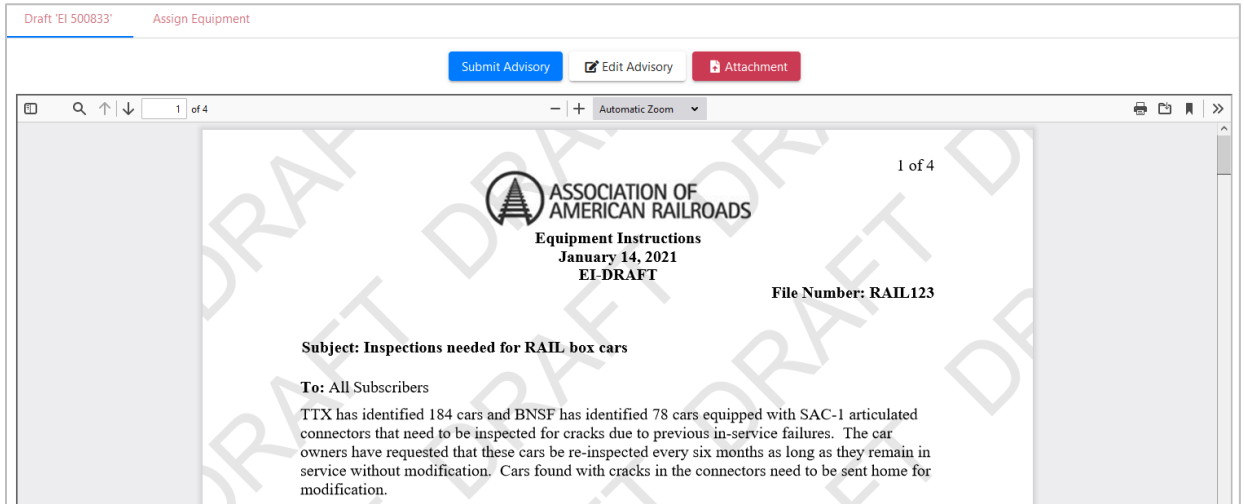 Draft 'EI 500833' Assign Equipment
Submit Advisory Edit Advisory Attachment
1 of 4 Automatic Zoom
1 of 4
ASSOCIATION OF
AMERICAN RAILROADS
Equipment Instructions
January 14, 2021
EI-DRAFT
File Number: RAIL123
Subject: Inspections needed for RAIL box cars
To: All Subscribers
TTX has identified 184 cars and BNSF has identified 78 cars equipped with SAC-1 articulated
connectors that need to be inspected for cracks due to previous in-service failures.  The car
owners have requested that these cars be re-inspected every six months as long as they remain in
service without modification.  Cars found with cracks in the connectors need to be sent home for
modification.
DRAFT DRAFT DRAFT DRAFT